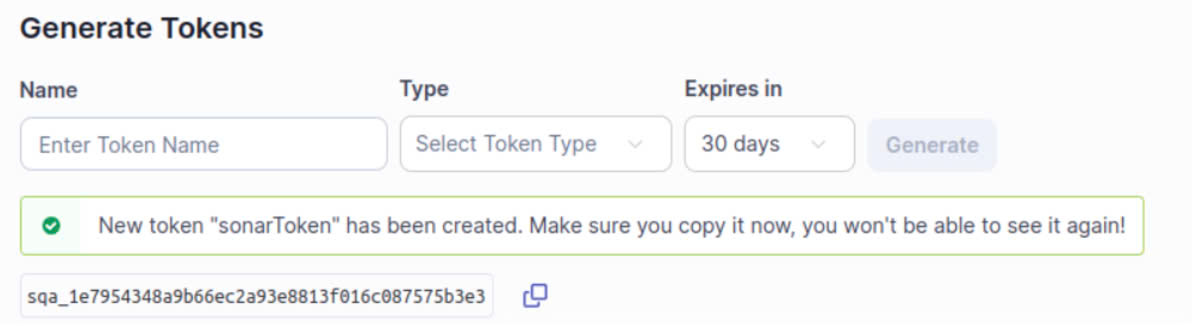 Generate Tokens
Name Type Expires in
Enter Token Name Select Token Type 30 days Generate
New token "sonarToken" has been created. Make sure you copy it now, you won't be able to see it again!
sqa_1e7954348a9b66ec2a93e8813f016c087575b3e3